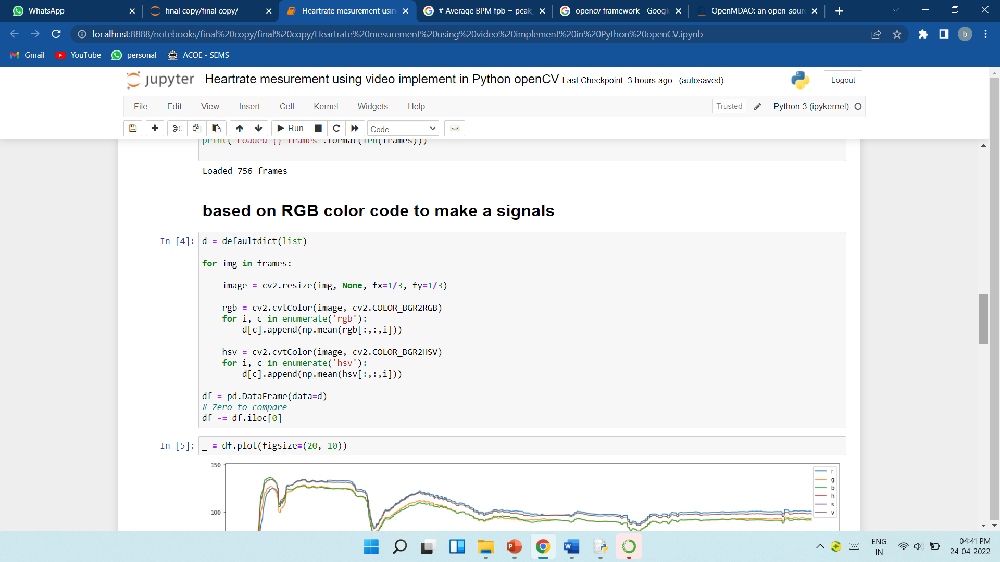 WhatsApp
final copy/final copy/
Heartrate mesurement usin
# Average BPM fpb = peak_
opencv framework - Google
OpenMDAO: an open-sour
localhost:8888/notebooks/final%20copy/final%20copy/Heartrate%20mesurement%20using%20video%20implement%20in%20Python%20openCV.ipynb
b
Gmail YouTube personal ACOE - SEMS
jupyter Heartrate mesurement using video implement in Python openCV Last Checkpoint: 3 hours ago (autosaved)
Logout
File Edit View Insert Cell Kernel Widgets Help
Trusted Python 3 (ipykernel)
Run Code
print("Loaded {} frames".format(len(frames)))
Loaded 756 frames
based on RGB color code to make a signals
In [4]: d = defaultdict(list)
for img in frames:
image = cv2.resize(img, None, fx=1/3, fy=1/3)
rgb = cv2.cvtColor(image, cv2.COLOR_BGR2RGB)
for i, c in enumerate('rgb'):
d[c].append(np.mean(rgb[:,:,i]))
hsv = cv2.cvtColor(image, cv2.COLOR_BGR2HSV)
for i, c in enumerate('hsv'):
d[c].append(np.mean(hsv[:,:,i]))
df = pd.DataFrame(data=d)
# Zero to compare
df -= df.iloc[0]
In [5]: _ = df.plot(figsize=(20, 10))
150
100
r
g
b
h
s
v
ENG
IN
04:41 PM
24-04-2022